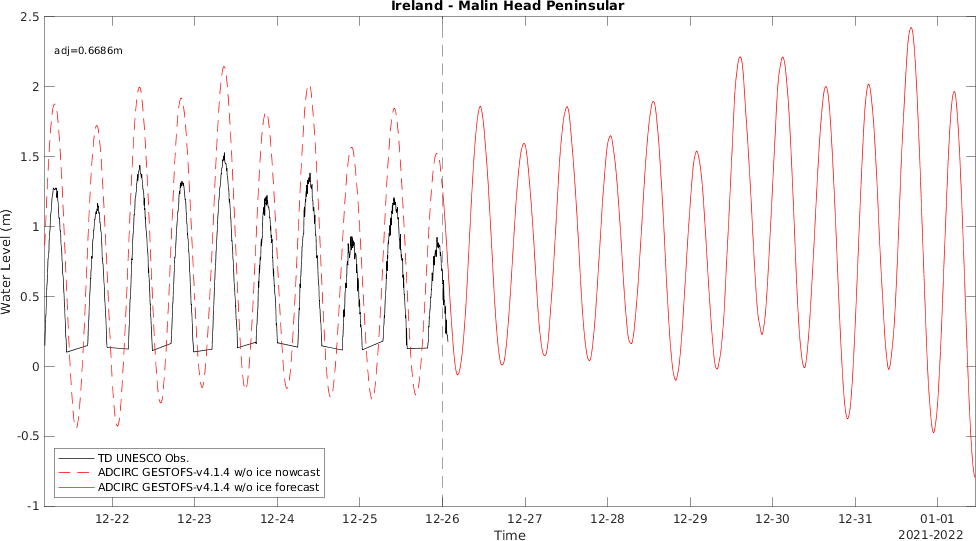 Ireland - Malin Head Peninsular
adj=0.6686m
2.5
2
1.5
1
0.5
0
-0.5
-1
Water Level (m)
TD UNESCO Obs.
ADCIRC GESTOFS-v4.1.4 w/o ice nowcast
ADCIRC GESTOFS-v4.1.4 w/o ice forecast
12-22 12-23 12-24 12-25 12-26 12-27 12-28 12-29 12-30 12-31 01-01
Time
2021-2022